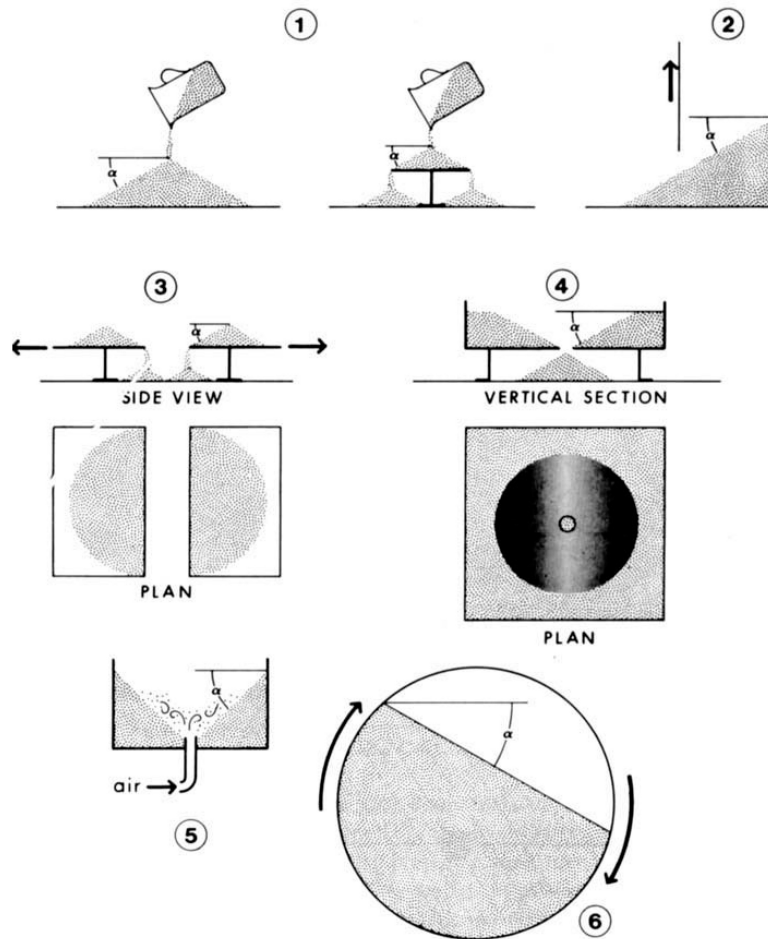 1
2
α
α
α
3
4
α
α
SIDE VIEW
VERTICAL SECTION
PLAN
PLAN
α
α
air
5
6